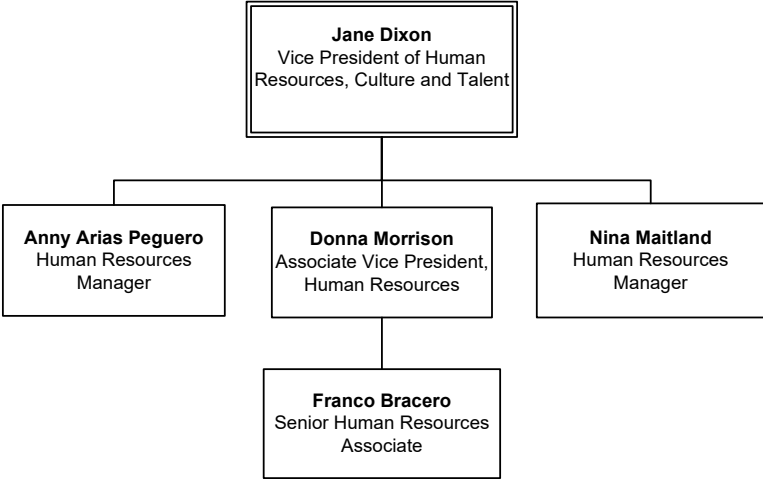 Jane Dixon
Vice President of Human
Resources, Culture and Talent
Anny Arias Peguero
Human Resources
Manager
Donna Morrison
Associate Vice President,
Human Resources
Nina Maitland
Human Resources
Manager
Franco Bracero
Senior Human Resources
Associate